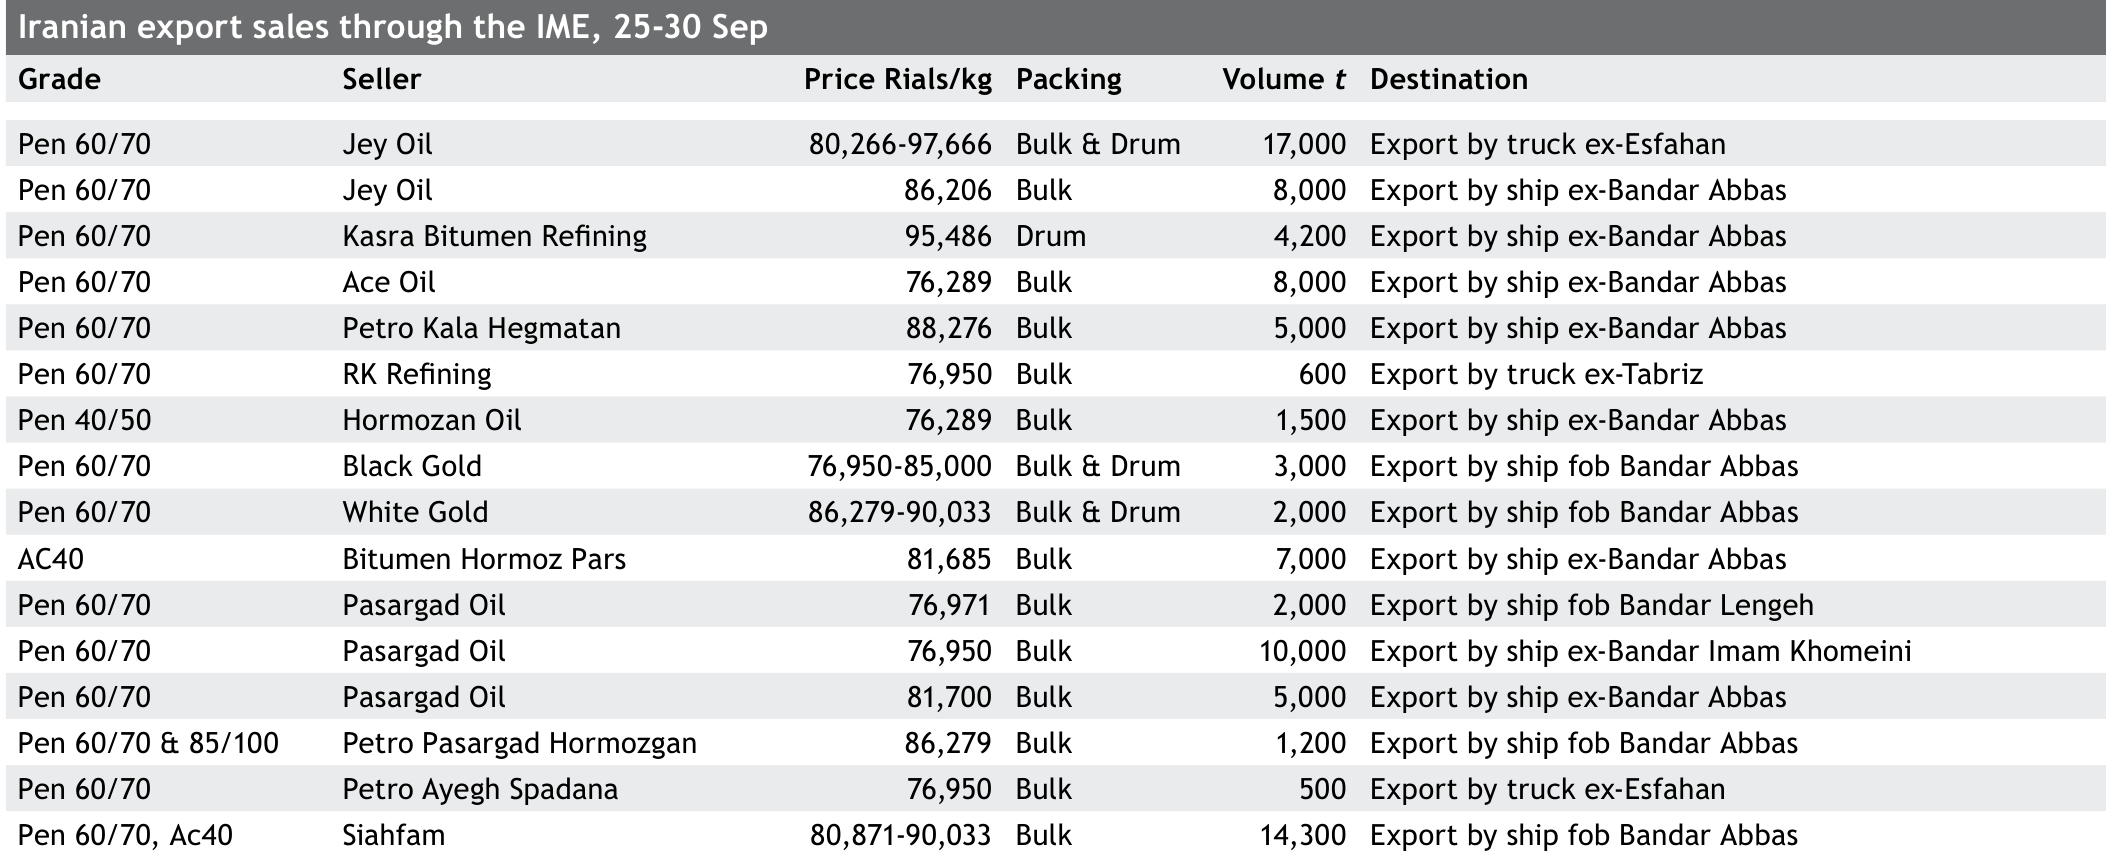 Iranian export sales through the IME, 25-30 Sep
Grade Seller Price Rials/kg Packing Volume t Destination
Pen 60/70 Jey Oil 80,266-97,666 Bulk & Drum 17,000 Export by truck ex-Esfahan
Pen 60/70 Jey Oil 86,206 Bulk 8,000 Export by ship ex-Bandar Abbas
Pen 60/70 Kasra Bitumen Refining 95,486 Drum 4,200 Export by ship ex-Bandar Abbas
Pen 60/70 Ace Oil 76,289 Bulk 8,000 Export by ship ex-Bandar Abbas
Pen 60/70 Petro Kala Hegmatan 88,276 Bulk 5,000 Export by ship ex-Bandar Abbas
Pen 60/70 RK Refining 76,950 Bulk 600 Export by truck ex-Tabriz
Pen 40/50 Hormozan Oil 76,289 Bulk 1,500 Export by ship ex-Bandar Abbas
Pen 60/70 Black Gold 76,950-85,000 Bulk & Drum 3,000 Export by ship fob Bandar Abbas
Pen 60/70 White Gold 86,279-90,033 Bulk & Drum 2,000 Export by ship fob Bandar Abbas
AC40 Bitumen Hormoz Pars 81,685 Bulk 7,000 Export by ship ex-Bandar Abbas
Pen 60/70 Pasargad Oil 76,971 Bulk 2,000 Export by ship fob Bandar Lengeh
Pen 60/70 Pasargad Oil 76,950 Bulk 10,000 Export by ship ex-Bandar Imam Khomeini
Pen 60/70 Pasargad Oil 81,700 Bulk 5,000 Export by ship ex-Bandar Abbas
Pen 60/70 & 85/100 Petro Pasargad Hormozgan 86,279 Bulk 1,200 Export by ship fob Bandar Abbas
Pen 60/70 Petro Ayegh Spadana 76,950 Bulk 500 Export by truck ex-Esfahan
Pen 60/70, Ac40 Siahfam 80,871-90,033 Bulk 14,300 Export by ship fob Bandar Abbas